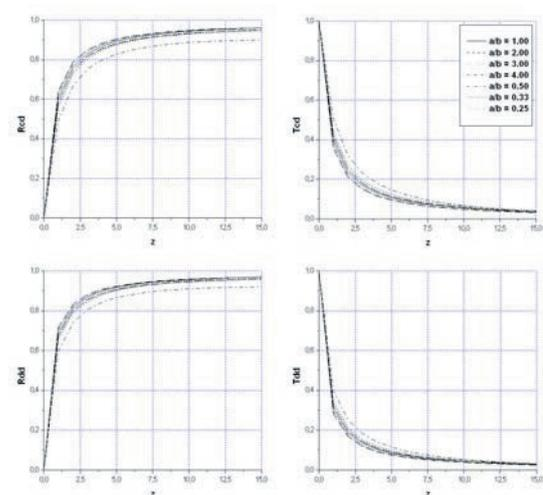 1,0
0,8
0,6
0,4
0,2
0,0
Rcd
0,0 2,5 5,0 7,5 10,0 12,5 15,0
z
1,0
0,8
0,6
0,4
0,2
0,0
Tcd
0,0 2,5 5,0 7,5 10,0 12,5 15,0
z
a/b = 1.00
a/b = 2.00
a/b = 3.00
a/b = 4.00
a/b = 0.50
a/b = 0.33
a/b = 0.25
1,0
0,8
0,6
0,4
0,2
0,0
Rdd
0,0 2,5 5,0 7,5 10,0 12,5 15,0
1,0
0,8
0,6
0,4
0,2
0,0
Tdd
0,0 2,5 5,0 7,5 10,0 12,5 15,0